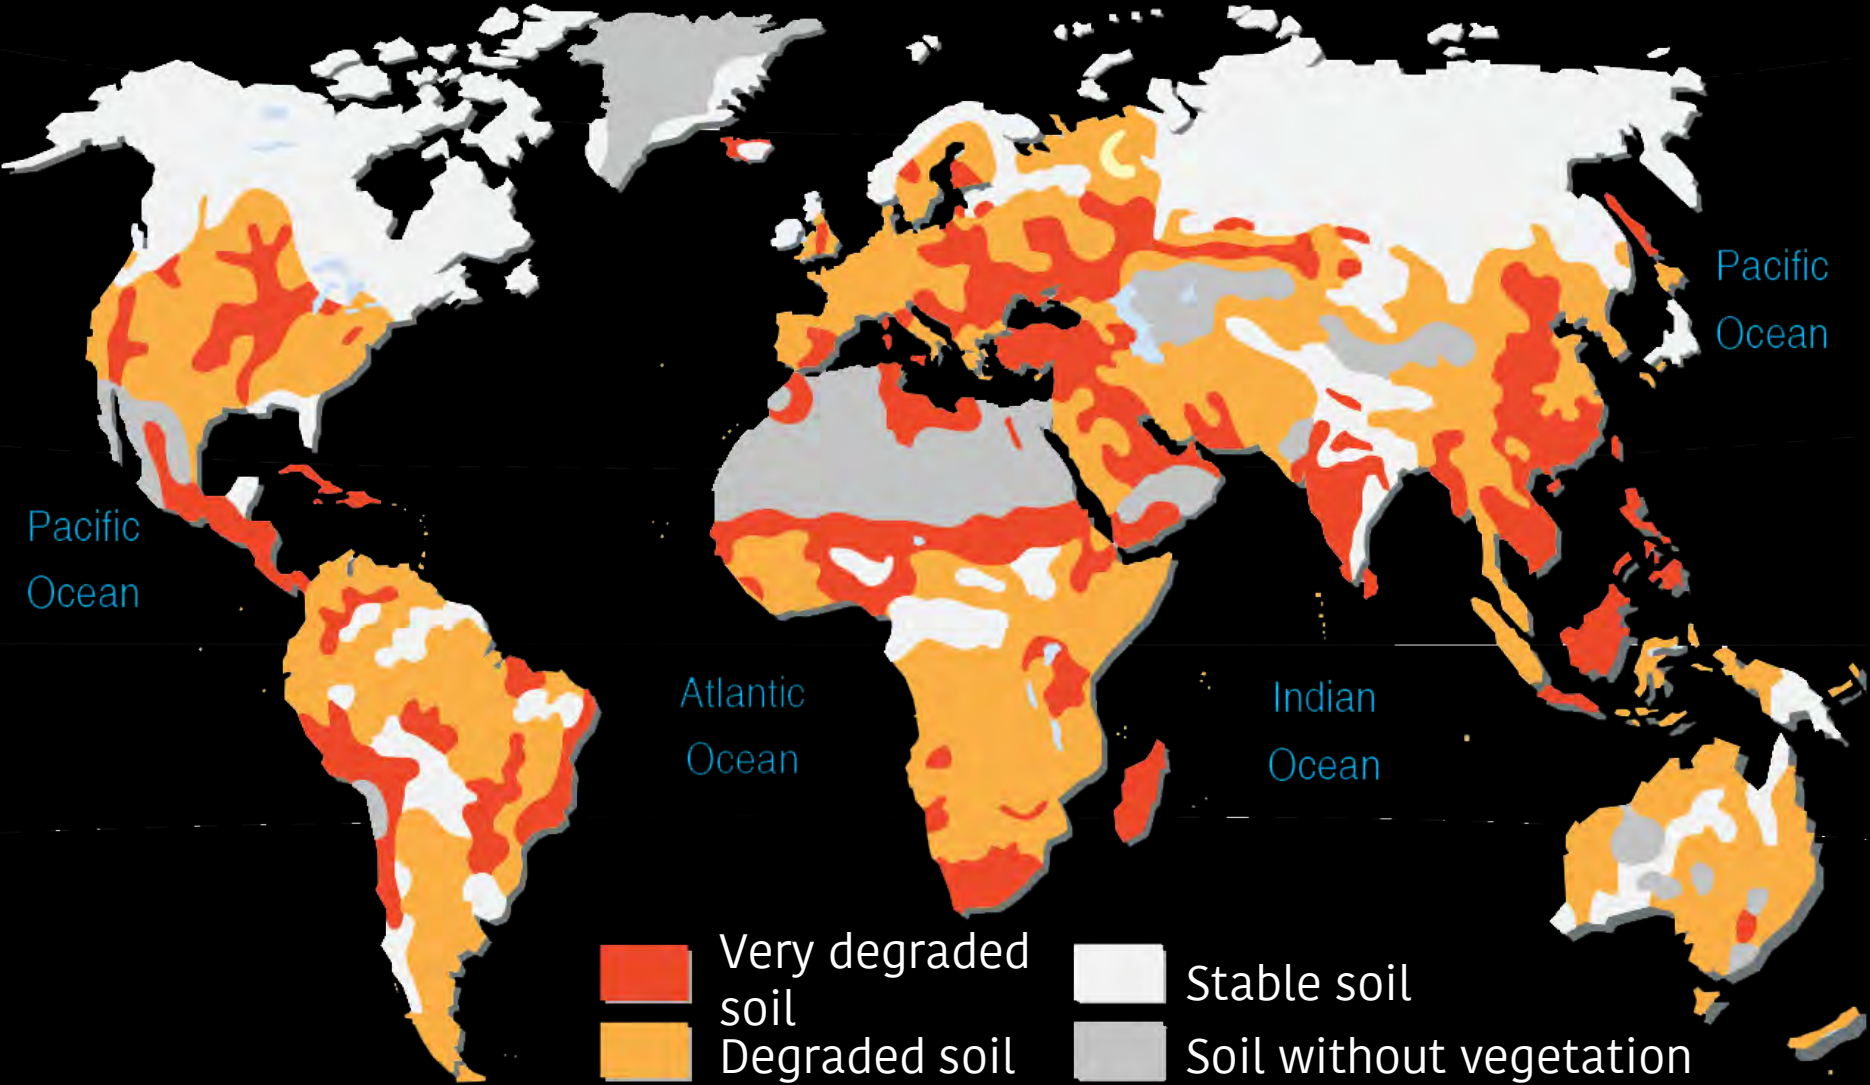 Pacific
Ocean
Pacific
Ocean
Atlantic
Ocean
Indian
Ocean
Very degraded
soil
Degraded soil
Stable soil
Soil without vegetation